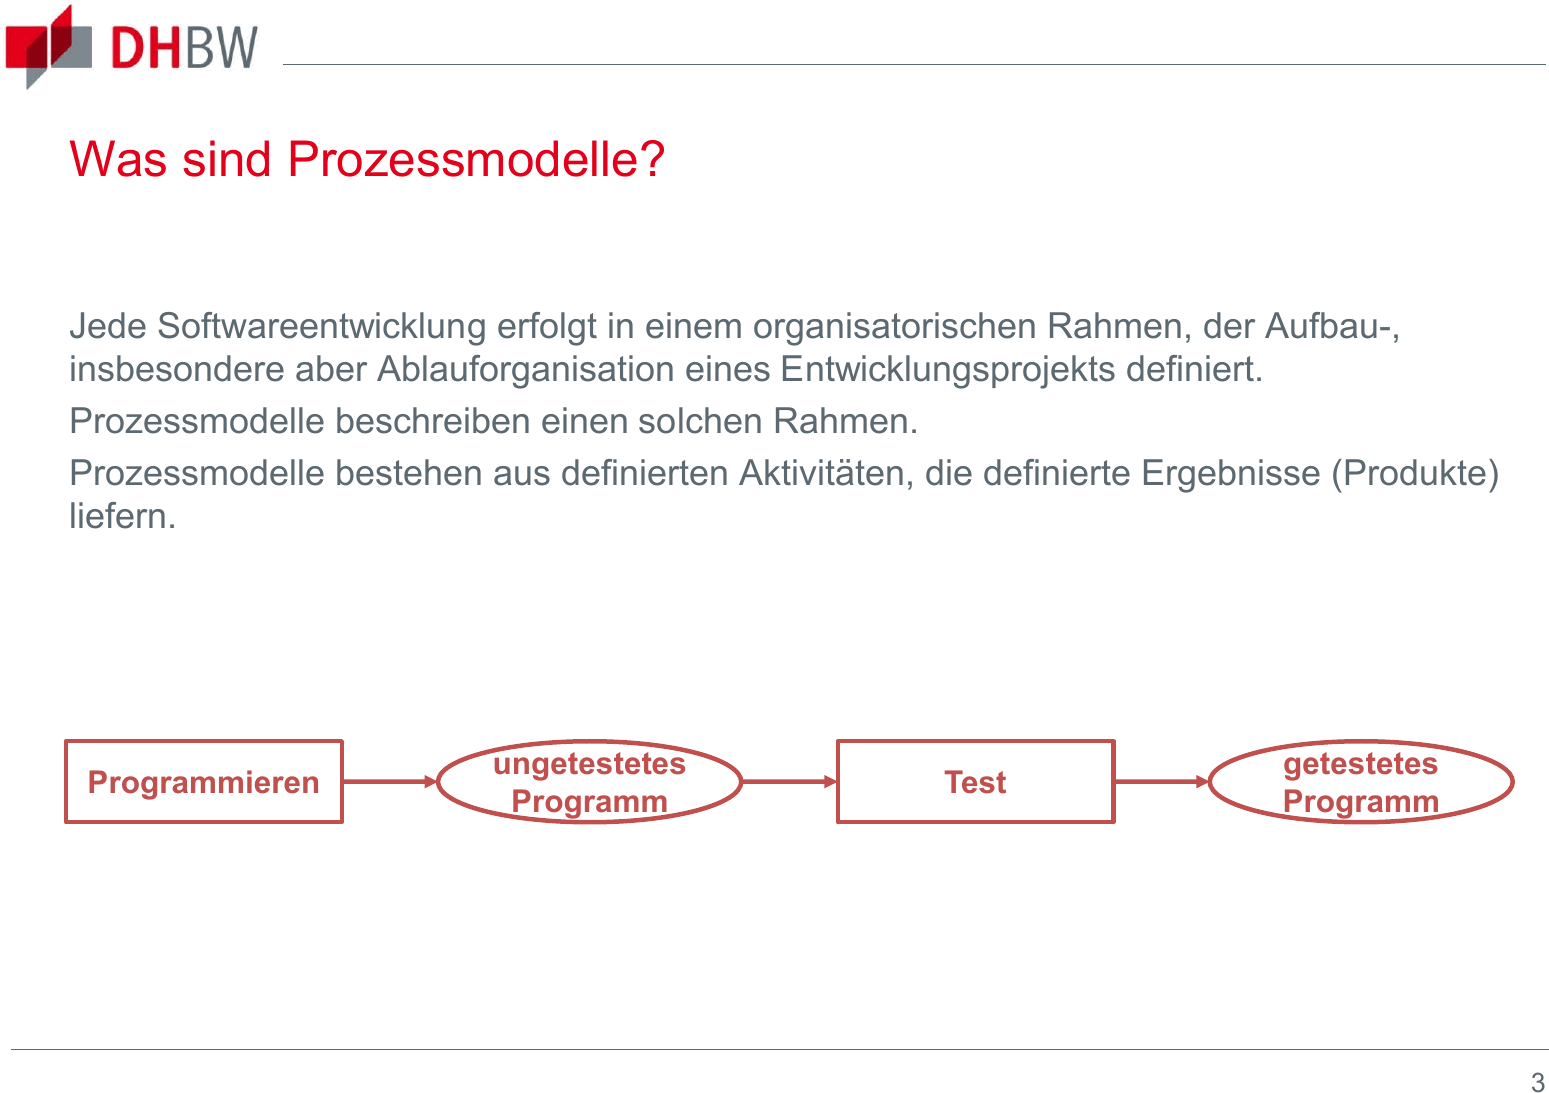 DHBW
Was sind Prozessmodelle?
Jede Softwareentwicklung erfolgt in einem organisatorischen Rahmen, der Aufbau-,
insbesondere aber Ablauforganisation eines Entwicklungsprojekts definiert.
Prozessmodelle beschreiben einen solchen Rahmen.
Prozessmodelle bestehen aus definierten Aktivitäten, die definierte Ergebnisse (Produkte)
liefern.
Programmieren
ungetestetes
Programm
Test
getestetes
Programm
3